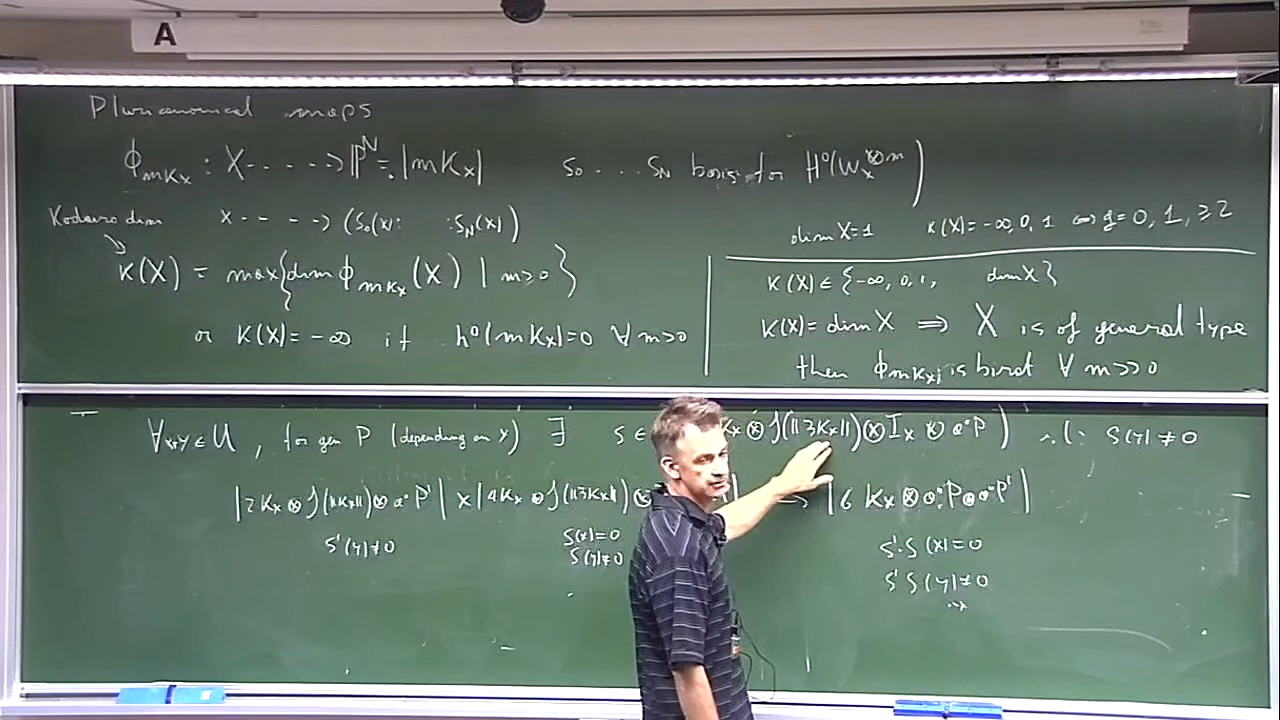 A
Pluricanonical maps
ϕ_{mK_X} : X - - - - -> ℙ^N = |mK_X|   s_0 ... s_N basis for H^0(ω_X^{⊗m})
Kodaira dim   x - - - - -> (s_0(x) : : s_N(x))
κ(X) = max{dim ϕ_{mK_X}(X) | m>0}
or κ(X) = -∞ if h^0(mK_X) = 0 ∀ m>0
dim X=1   κ(X) = -∞, 0, 1 ⇔ g = 0, 1, ≥2
κ(X) ∈ {-∞, 0, 1, dim X}
κ(X) = dim X ⟹ X is of general type
then ϕ_{mK_X} is birat ∀ m>>0
∀ x,y ∈ U, for gen P (depending on x) ∃ s ∈ K_X ⊗ J(||3K_X||) ⊗ I_x ⊗ a^*P) s.t. s(y) ≠ 0
|2K_X ⊗ J(||K_X||) ⊗ a^*P'| × |4K_X ⊗ J(||3K_X||) ⊗ → |6K_X ⊗ a^*P ⊗ a^*P'|
s'(y) ≠ 0   s(x) = 0   s'·s(x) = 0
s(y) ≠ 0   s's(y) ≠ 0